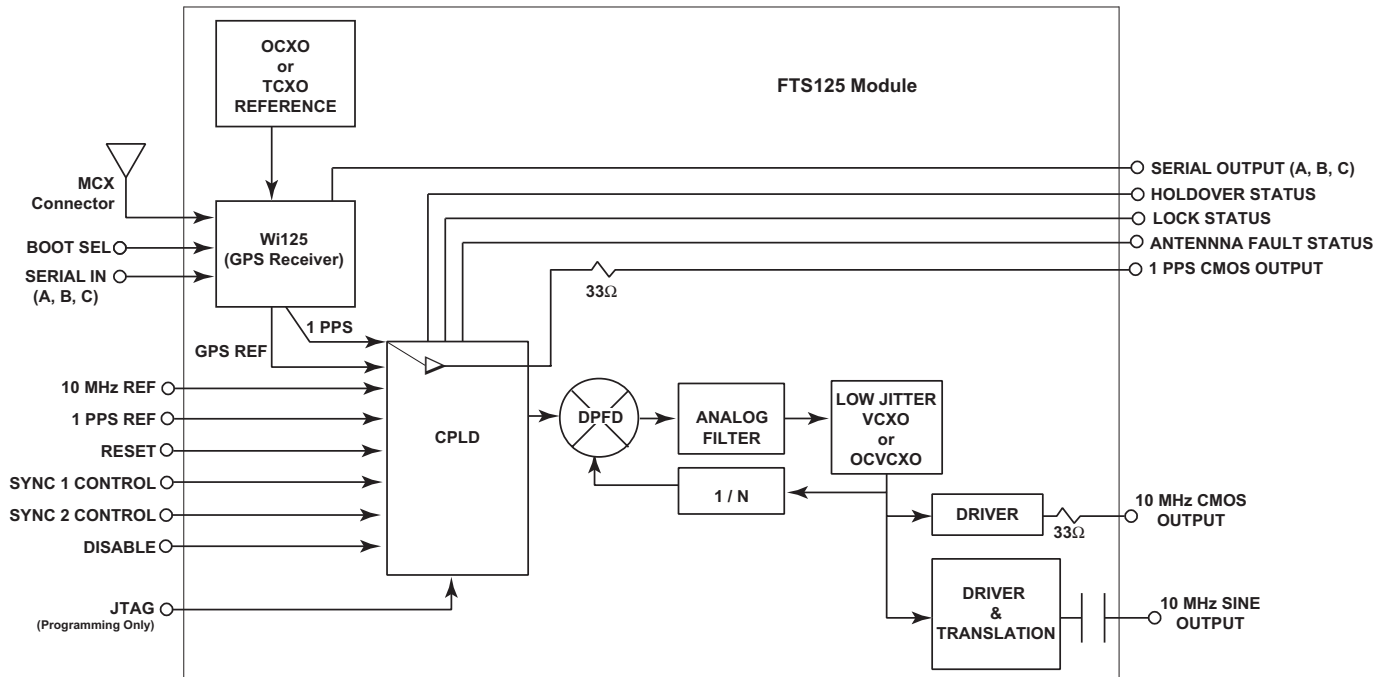 OCXO
or
TCXO
REFERENCE
FTS125 Module
MCX
Connector
BOOT SEL
SERIAL IN
(A, B, C)
Wi125
(GPS Receiver)
SERIAL OUTPUT (A, B, C)
HOLDOVER STATUS
LOCK STATUS
ANTENNNA FAULT STATUS
1 PPS CMOS OUTPUT
33Ω
1 PPS
GPS REF
10 MHz REF
1 PPS REF
RESET
SYNC 1 CONTROL
SYNC 2 CONTROL
DISABLE
JTAG
(Programming Only)
CPLD
DPFD
ANALOG
FILTER
LOW JITTER
VCXO
or
OCVCXO
1 / N
DRIVER
33Ω
10 MHz CMOS
OUTPUT
DRIVER
&
TRANSLATION
10 MHz SINE
OUTPUT